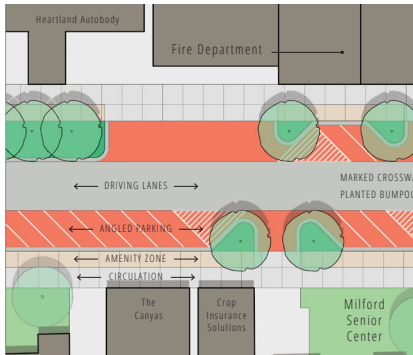 Heartland Autobody
Fire Department
DRIVING LANES
MARKED CROSSWA
PLANTED BUMPOU
ANGLED PARKING
AMENITY ZONE
CIRCULATION
The
Canyas
Crop
Insurance
Solutions
Milford
Senior
Center